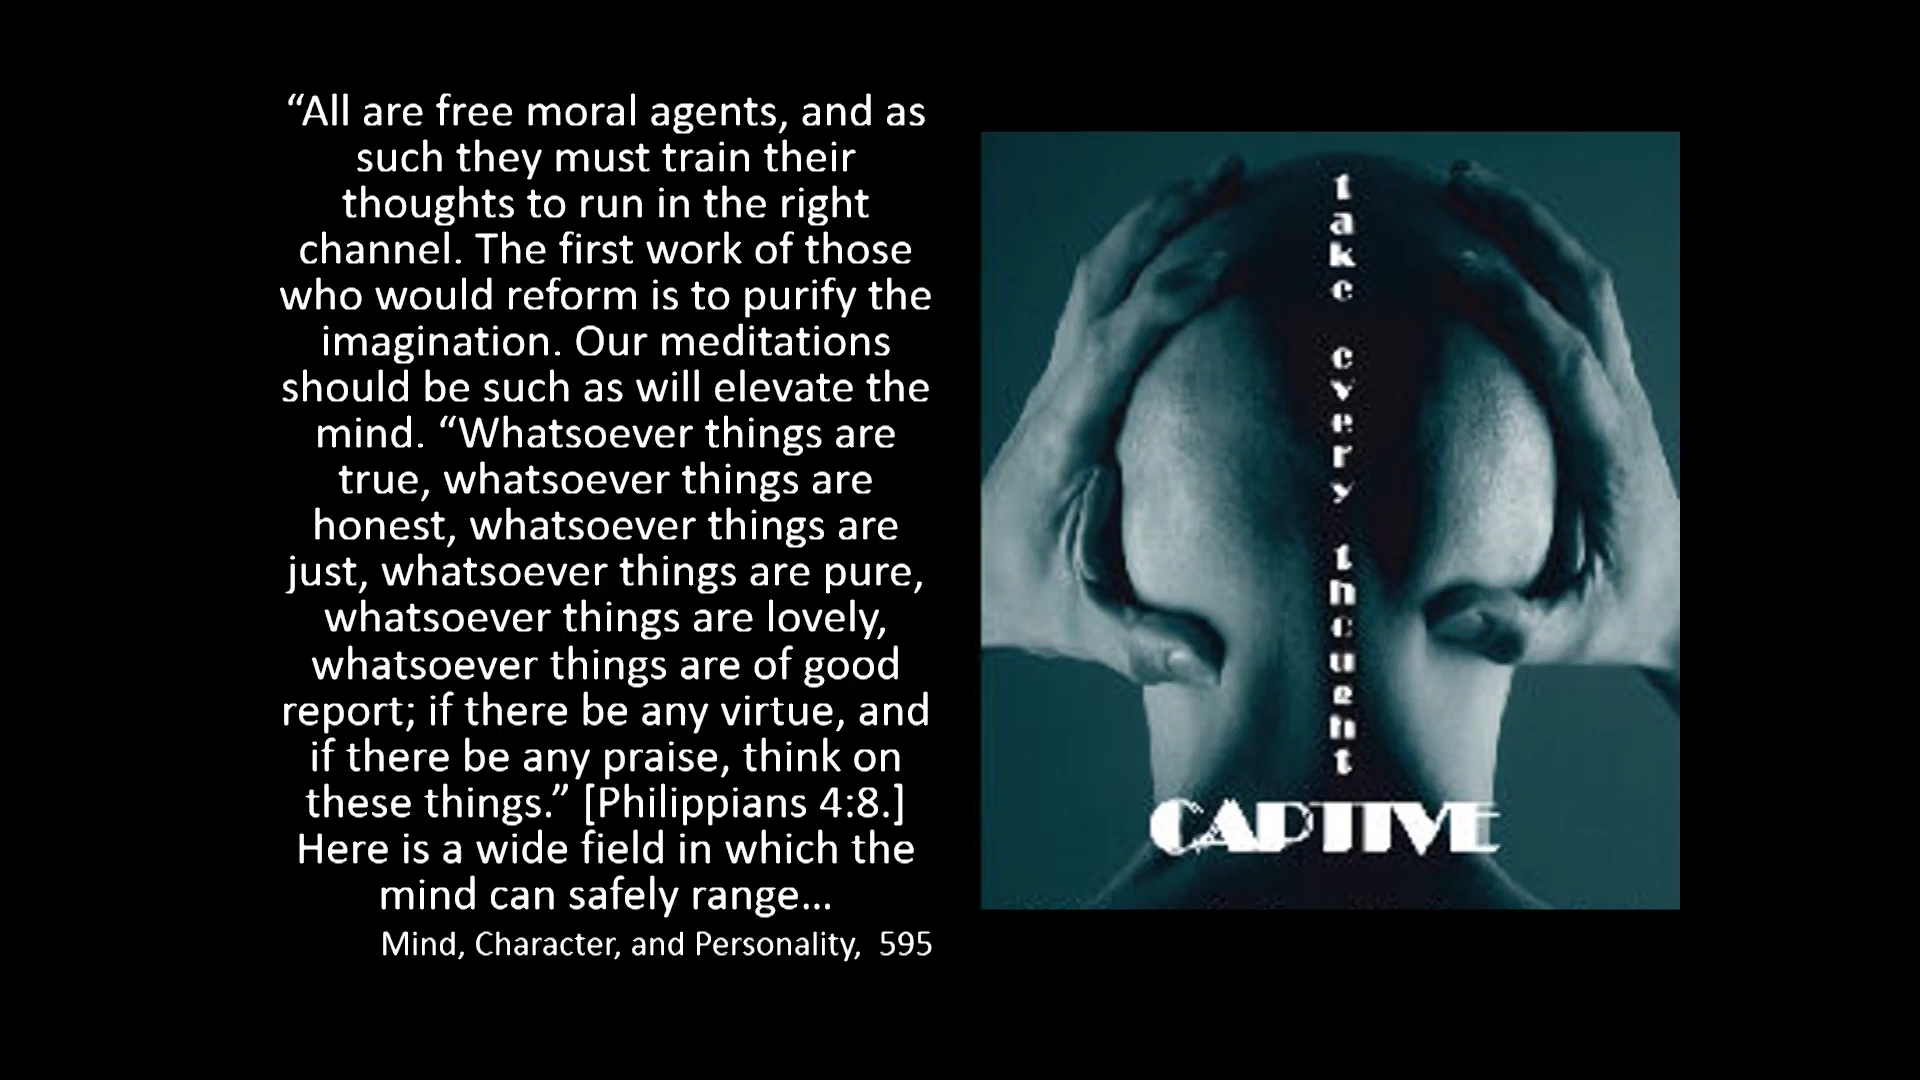 “All are free moral agents, and as
such they must train their
thoughts to run in the right
channel. The first work of those
who would reform is to purify the
imagination. Our meditations
should be such as will elevate the
mind. “Whatsoever things are
true, whatsoever things are
honest, whatsoever things are
just, whatsoever things are pure,
whatsoever things are lovely,
whatsoever things are of good
report; if there be any virtue, and
if there be any praise, think on
these things.” [Philippians 4:8.]
Here is a wide field in which the
mind can safely range…
Mind, Character, and Personality,  595
take every thought
CAPTIVE